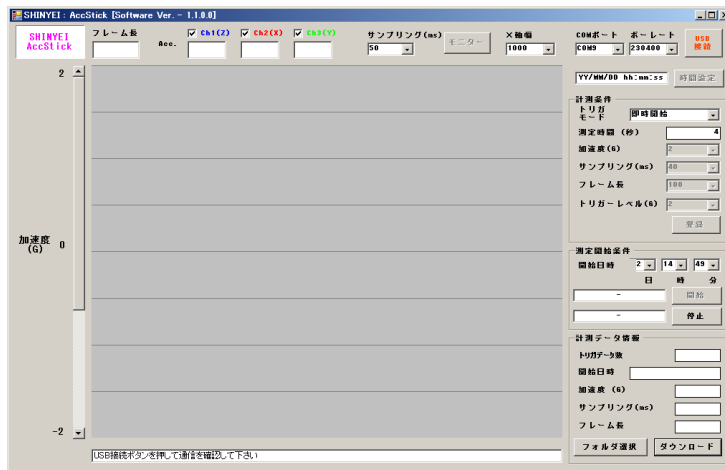 SHINYEI : AccStick [Software Ver. - 1.1.0.0]
SHINYEI
AccStick
フレーム長
Acc.
Ch1(Z)
Ch2(X)
Ch3(Y)
サンプリング(ms)
50
モニター
X軸幅
1000
COMポート
COM9
ボーレート
230400
USB
接続
YY/MM/DD hh:mm:ss
時間設定
2
加速度
(G)
0
-2
計測条件
トリガ
モード
即時開始
測定時間 (秒)
4
加速度(G)
2
サンプリング(ms)
40
フレーム長
100
トリガーレベル(G)
2
登録
測定開始条件
開始日時
2
14
49
日 時 分
-
開始
-
停止
計測データ情報
トリガデータ数
開始日時
加速度 (G)
サンプリング(ms)
フレーム長
フォルダ選択
ダウンロード
USB接続ボタンを押して通信を確認して下さい